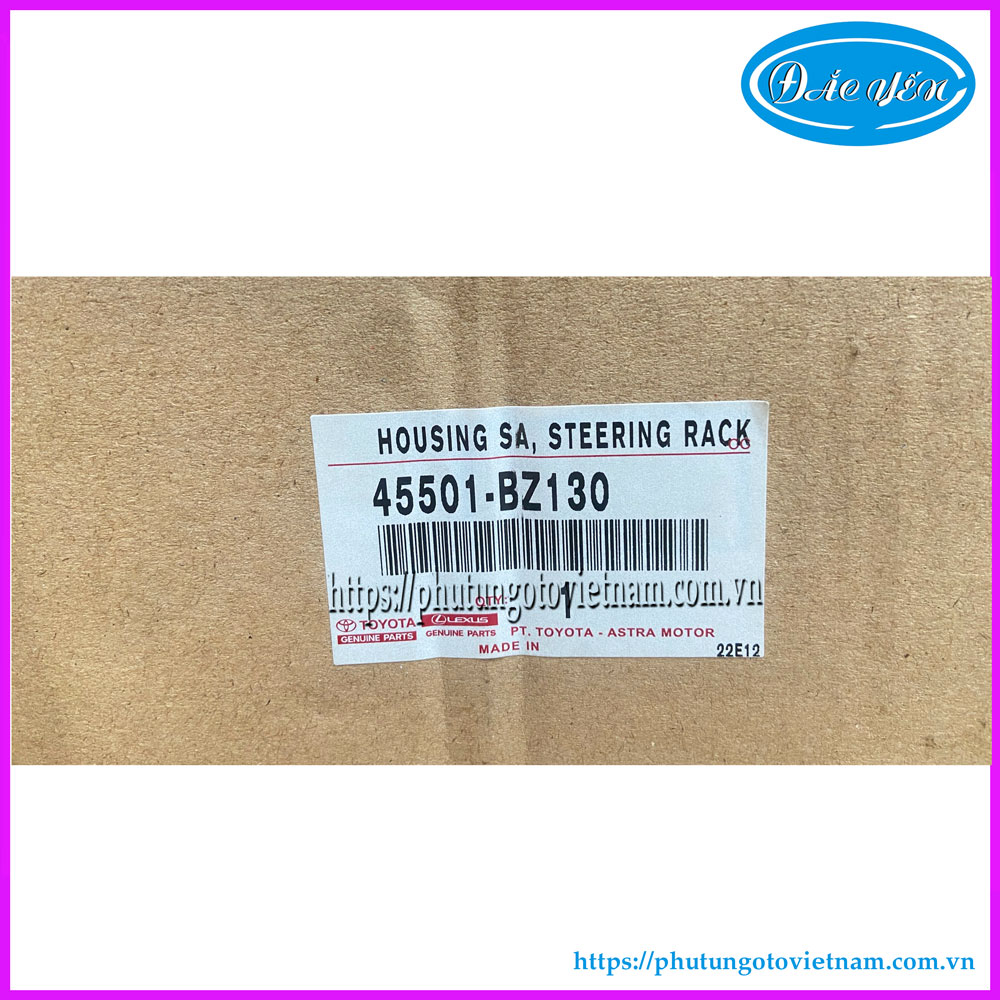 ĐẮC YẾN
HOUSING SA, STEERING RACK
OG
45501-BZ130
https://phutungotovietnam.com.vn
QTY: 1
TOYOTA LEXUS
GENUINE PARTS GENUINE PARTS PT. TOYOTA - ASTRA MOTOR
MADE IN
22E12
https://phutungotovietnam.com.vn